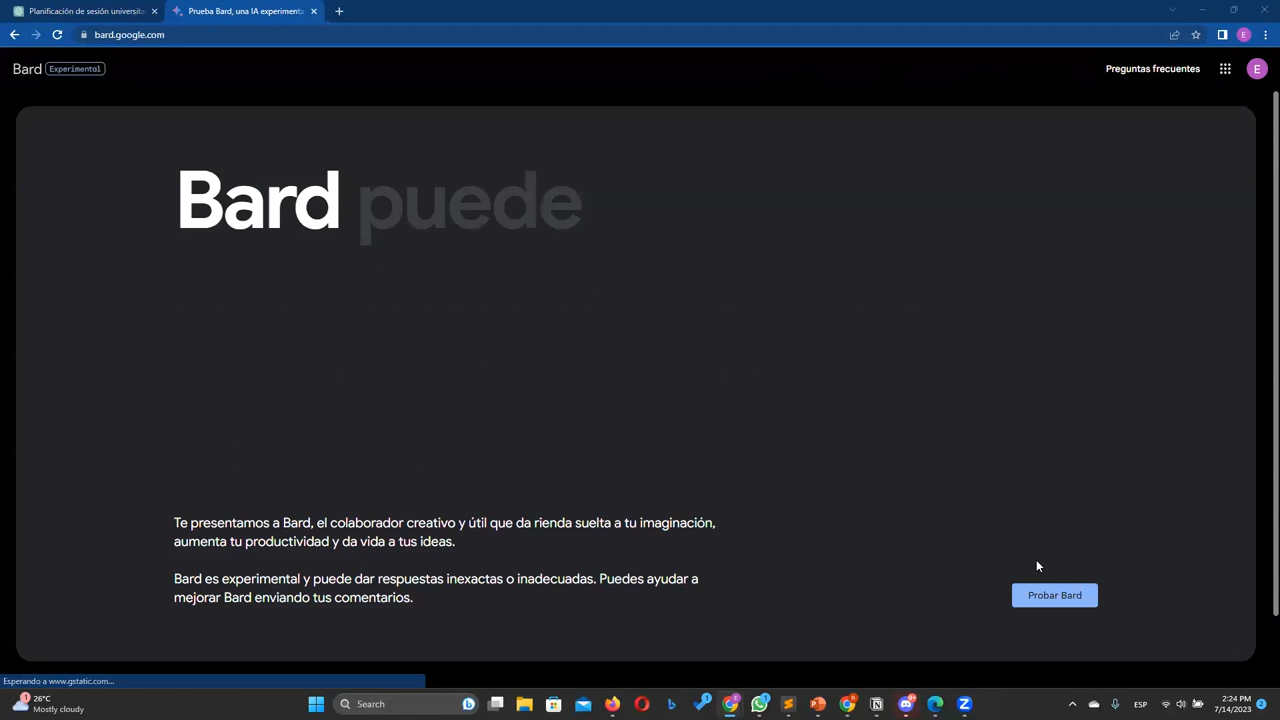 Planificación de sesión universita
Prueba Bard, una IA experimenta
bard.google.com
E
Bard Experimental
Preguntas frecuentes
E
Bard puede
Te presentamos a Bard, el colaborador creativo y útil que da rienda suelta a tu imaginación,
aumenta tu productividad y da vida a tus ideas.
Bard es experimental y puede dar respuestas inexactas o inadecuadas. Puedes ayudar a
mejorar Bard enviando tus comentarios.
Probar Bard
Esperando a www.gstatic.com...
1
26°C
Mostly cloudy
Search
ESP
2:24 PM
7/14/2023